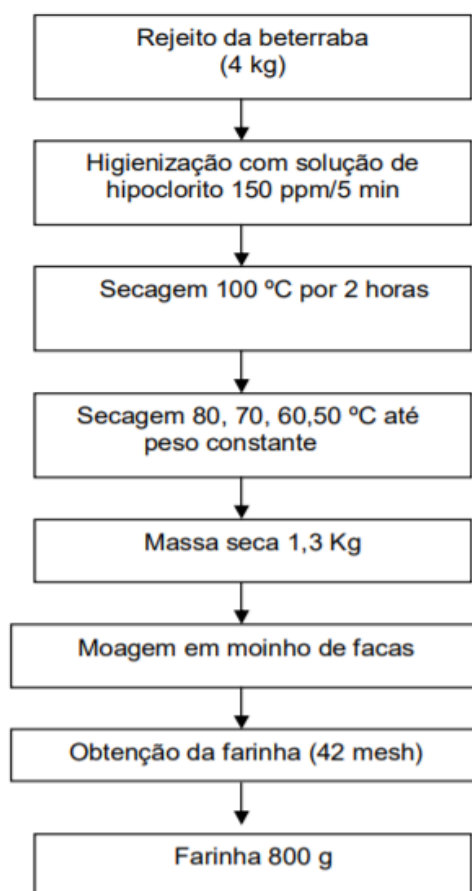 Rejeito da beterraba
(4 kg)
Higienização com solução de
hipoclorito 150 ppm/5 min
Secagem 100 ºC por 2 horas
Secagem 80, 70, 60,50 ºC até
peso constante
Massa seca 1,3 Kg
Moagem em moinho de facas
Obtenção da farinha (42 mesh)
Farinha 800 g